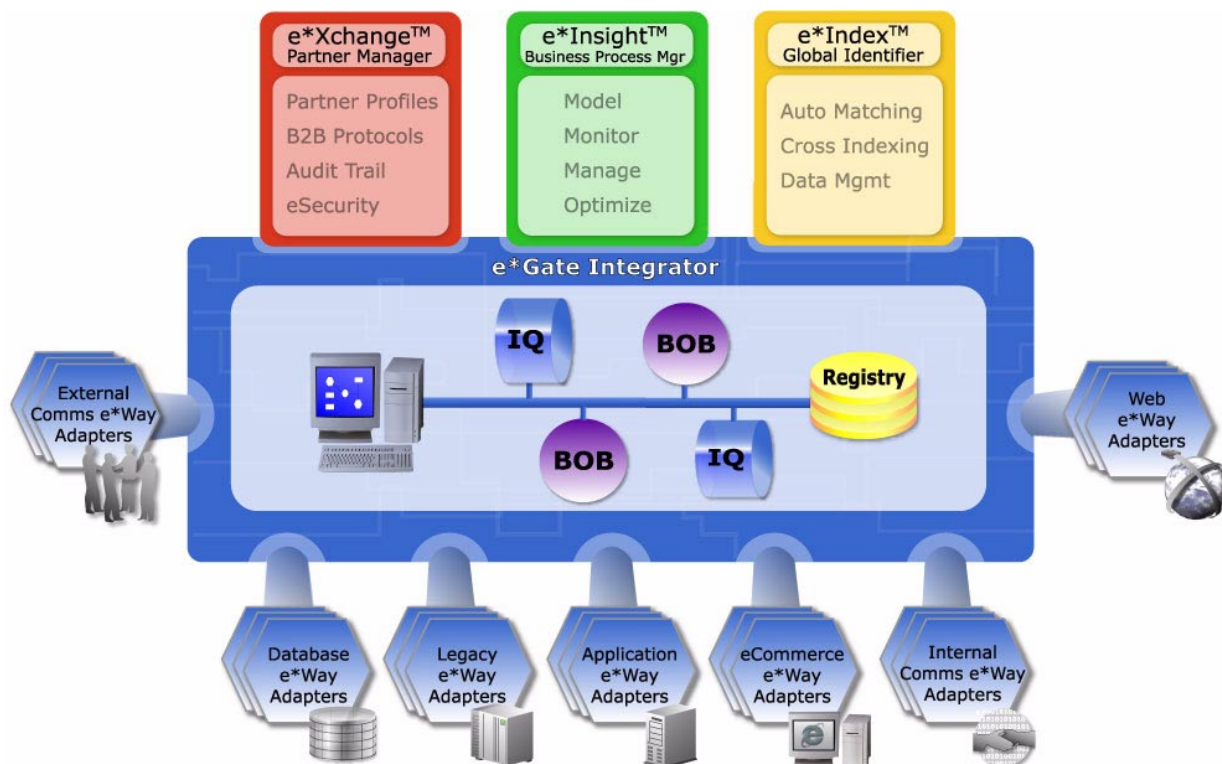 e*Xchange™
Partner Manager
Partner Profiles
B2B Protocols
Audit Trail
eSecurity
e*Insight™
Business Process Mgr
Model
Monitor
Manage
Optimize
e*Index™
Global Identifier
Auto Matching
Cross Indexing
Data Mgmt
e*Gate Integrator
IQ
BOB
Registry
BOB
IQ
External
Comms e*Way
Adapters
Web
e*Way
Adapters
Database
e*Way
Adapters
Legacy
e*Way
Adapters
Application
e*Way
Adapters
eCommerce
e*Way
Adapters
Internal
Comms e*Way
Adapters